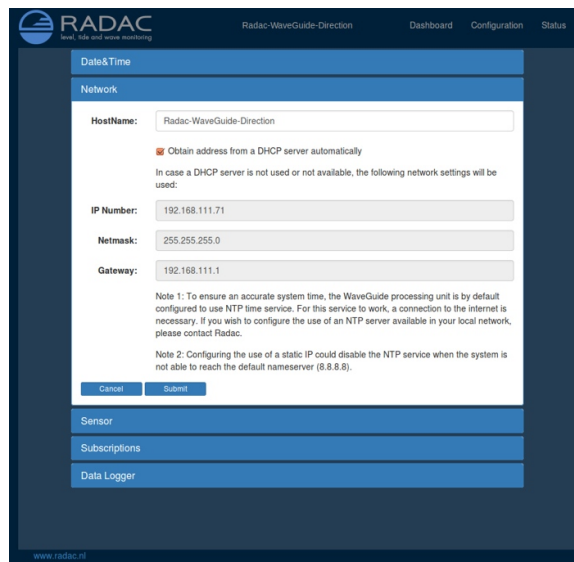 RADAC
level, tide and wave monitoring
Radac-WaveGuide-Direction
Dashboard
Configuration
Status
Date&Time
Network
HostName:
Radac-WaveGuide-Direction
Obtain address from a DHCP server automatically
In case a DHCP server is not used or not available, the following network settings will be
used:
IP Number:
192.168.111.71
Netmask:
255.255.255.0
Gateway:
192.168.111.1
Note 1: To ensure an accurate system time, the WaveGuide processing unit is by default
configured to use NTP time service. For this service to work, a connection to the internet is
necessary. If you wish to configure the use of an NTP server available in your local network,
please contact Radac.
Note 2: Configuring the use of a static IP could disable the NTP service when the system is
not able to reach the default nameserver (8.8.8.8).
Cancel
Submit
Sensor
Subscriptions
Data Logger
www.radac.nl